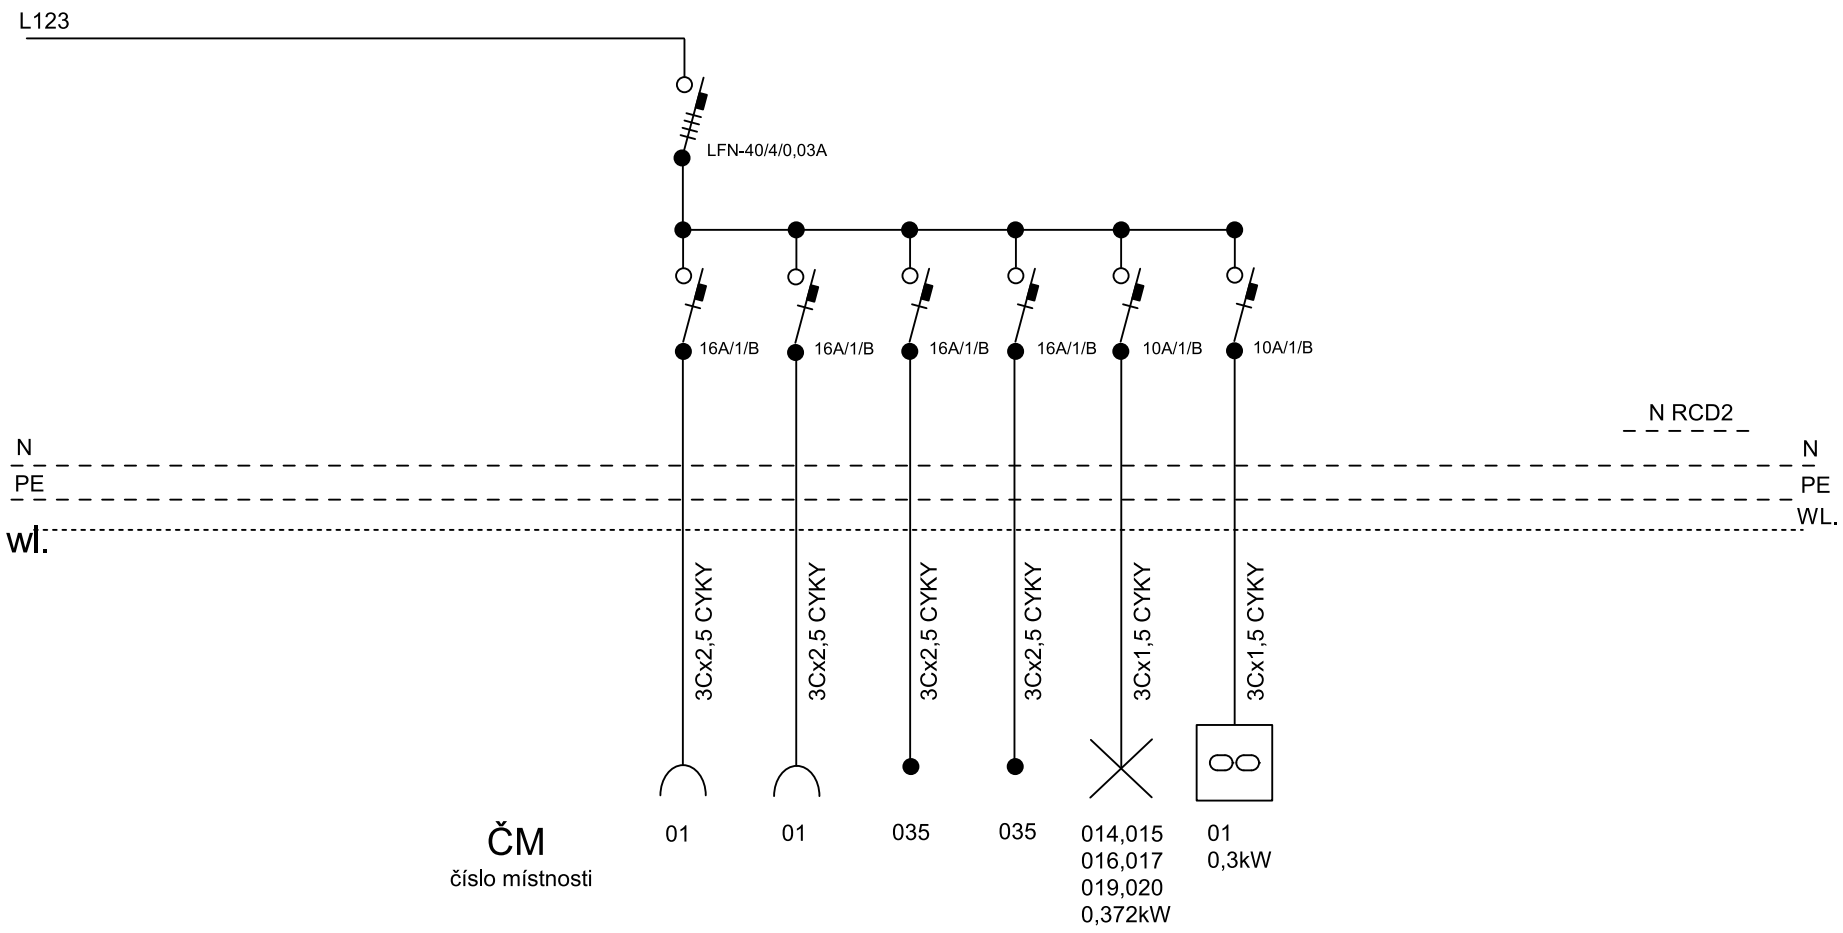 L123
LFN-40/4/0,03A
16A/1/B
16A/1/B
16A/1/B
16A/1/B
10A/1/B
10A/1/B
N RCD2
N
N
PE
PE
WL.
wl.
3Cx2,5 CYKY
3Cx2,5 CYKY
3Cx2,5 CYKY
3Cx2,5 CYKY
3Cx1,5 CYKY
3Cx1,5 CYKY
ČM
číslo místnosti
01
01
035
035
014,015
016,017
019,020
0,372kW
01
0,3kW